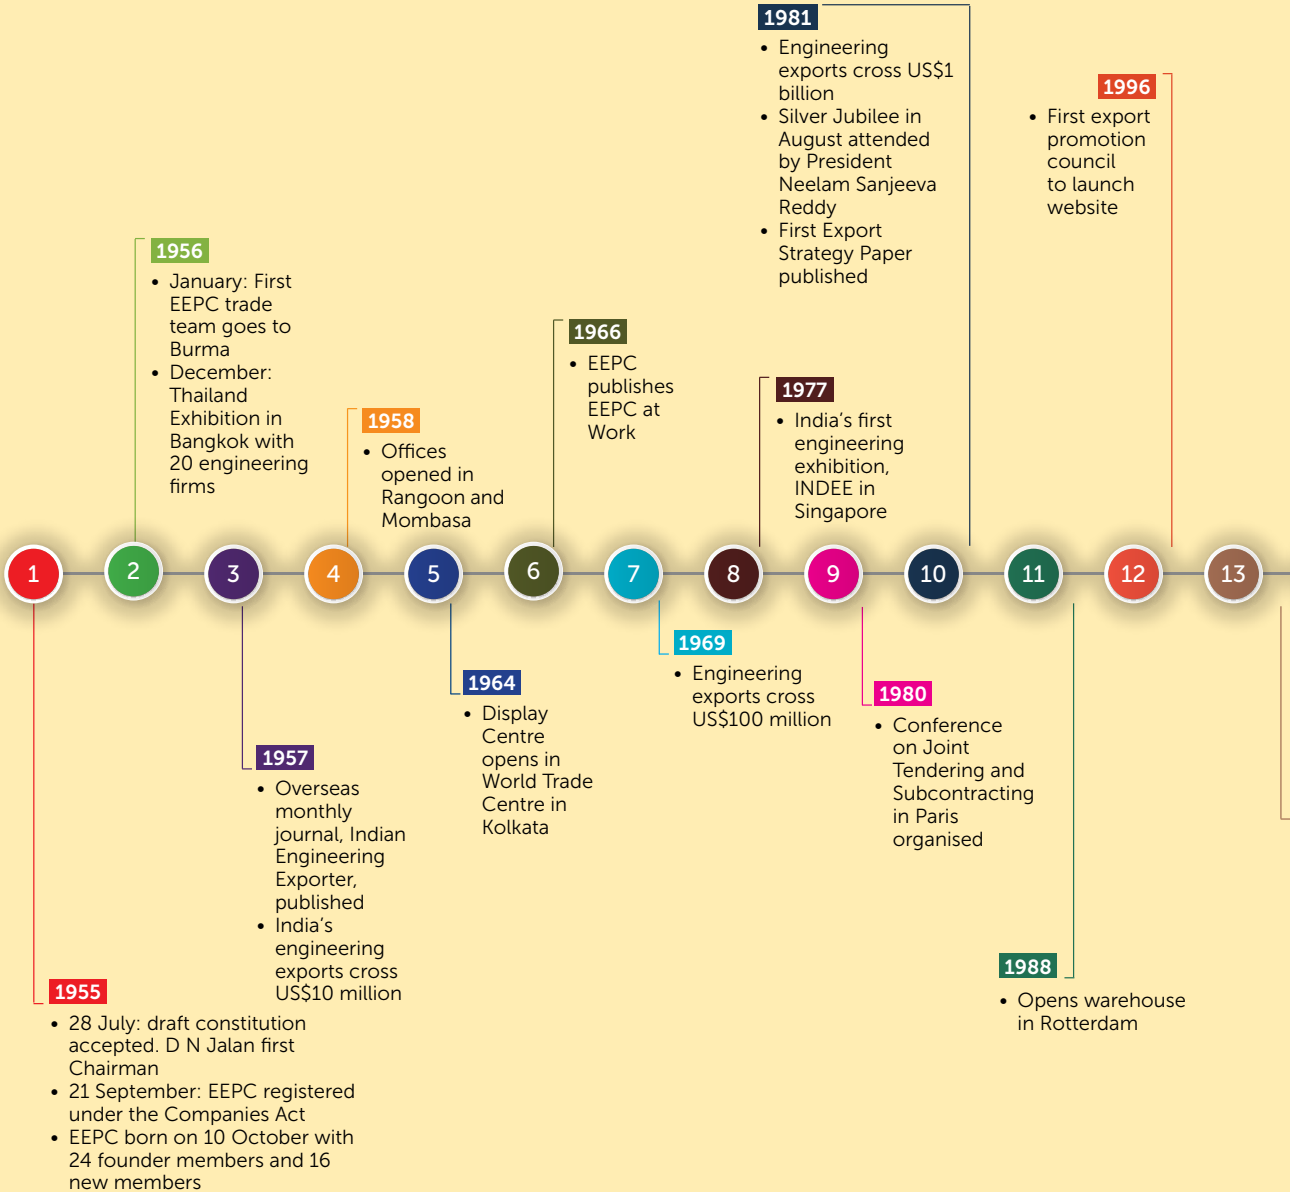 1981
• Engineering
exports cross US$1
billion
• Silver Jubilee in
August attended
by President
Neelam Sanjeeva
Reddy
• First Export
Strategy Paper
published
1996
• First export
promotion
council
to launch
website
1956
• January: First
EEPC trade
team goes to
Burma
• December:
Thailand
Exhibition in
Bangkok with
20 engineering
firms
1958
• Offices
opened in
Rangoon and
Mombasa
1966
• EEPC
publishes
EEPC at
Work
1977
• India's first
engineering
exhibition,
INDEE in
Singapore
1 2 3 4 5 6 7 8 9 10 11 12 13
1955
• 28 July: draft constitution
accepted. D N Jalan first
Chairman
• 21 September: EEPC registered
under the Companies Act
• EEPC born on 10 October with
24 founder members and 16
new members
1957
• Overseas
monthly
journal, Indian
Engineering
Exporter,
published
• India's
engineering
exports cross
US$10 million
1964
• Display
Centre
opens in
World Trade
Centre in
Kolkata
1969
• Engineering
exports cross
US$100 million
1980
• Conference
on Joint
Tendering and
Subcontracting
in Paris
organised
1988
• Opens warehouse
in Rotterdam